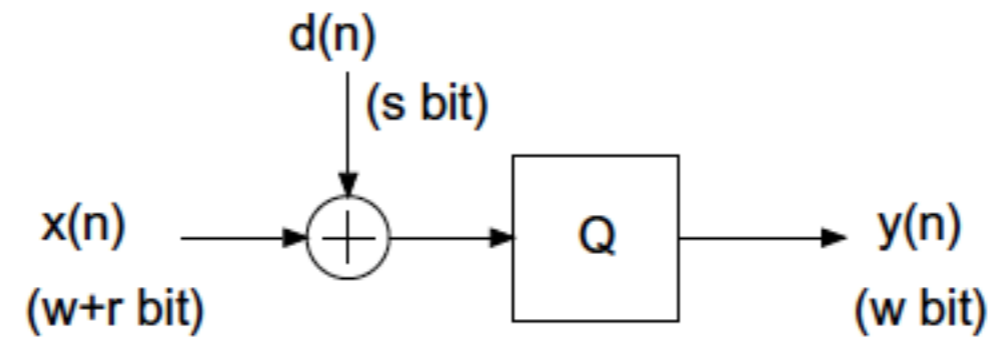 d(n)
(s bit)
x(n)
Q
y(n)
(w+r bit)
(w bit)